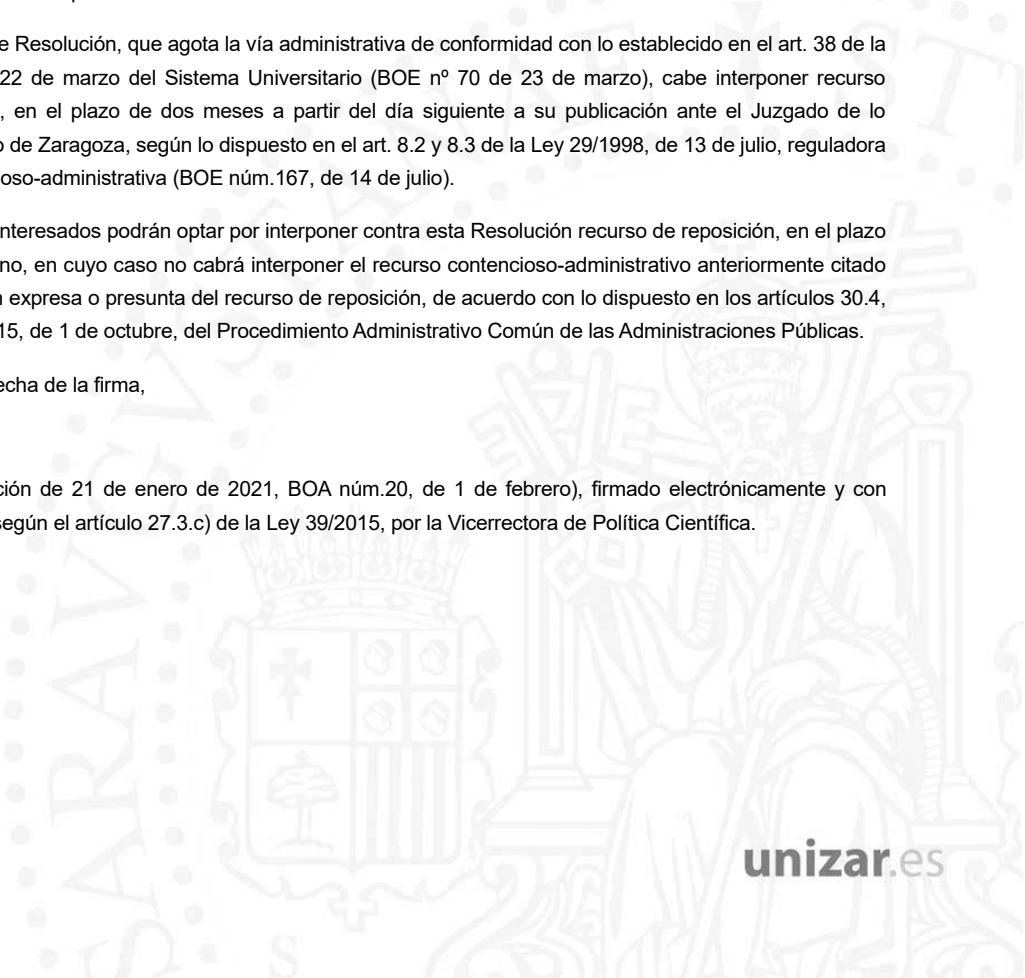 e Resolución, que agota la vía administrativa de conformidad con lo establecido en el art. 38 de la
22 de marzo del Sistema Universitario (BOE nº 70 de 23 de marzo), cabe interponer recurso
, en el plazo de dos meses a partir del día siguiente a su publicación ante el Juzgado de lo
o de Zaragoza, según lo dispuesto en el art. 8.2 y 8.3 de la Ley 29/1998, de 13 de julio, reguladora
oso-administrativa (BOE núm.167, de 14 de julio).
nteresados podrán optar por interponer contra esta Resolución recurso de reposición, en el plazo
no, en cuyo caso no cabrá interponer el recurso contencioso-administrativo anteriormente citado
n expresa o presunta del recurso de reposición, de acuerdo con lo dispuesto en los artículos 30.4,
15, de 1 de octubre, del Procedimiento Administrativo Común de las Administraciones Públicas.
echa de la firma,
ción de 21 de enero de 2021, BOA núm.20, de 1 de febrero), firmado electrónicamente y con
según el artículo 27.3.c) de la Ley 39/2015, por la Vicerrectora de Política Científica.
unizar.es